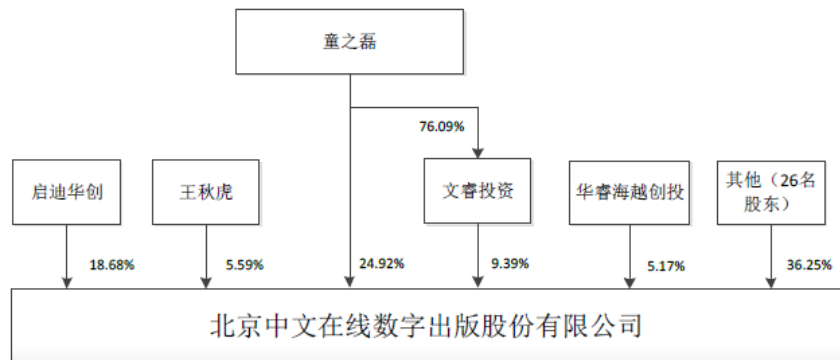 童之磊
76.09%
启迪华创
王秋虎
文睿投资
华睿海越创投
其他（26名
股东）
18.68%
5.59%
24.92%
9.39%
5.17%
36.25%
北京中文在线数字出版股份有限公司